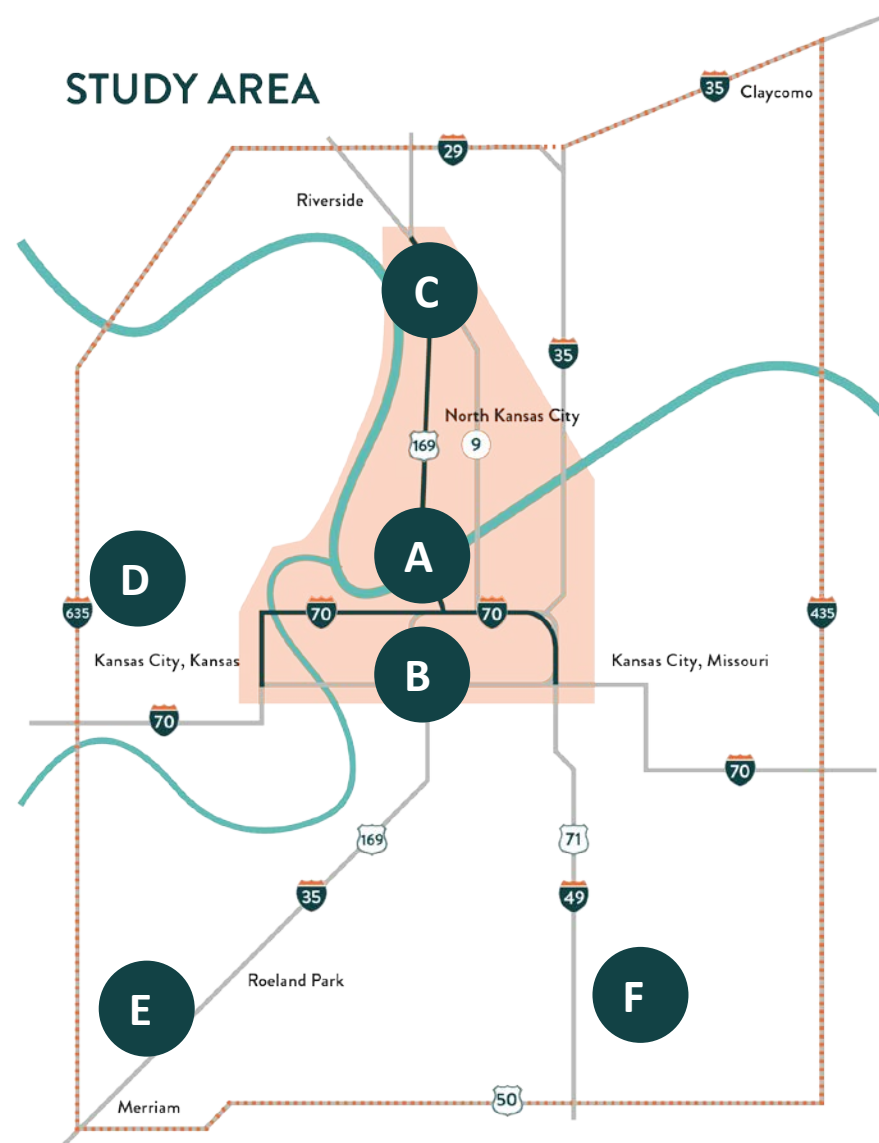 STUDY AREA
35
Claycomo
29
Riverside
C
35
North Kansas City
169
9
A
D
635
70
70
435
Kansas City, Kansas
B
Kansas City, Missouri
70
70
169
71
35
49
Roeland Park
E
F
50
Merriam